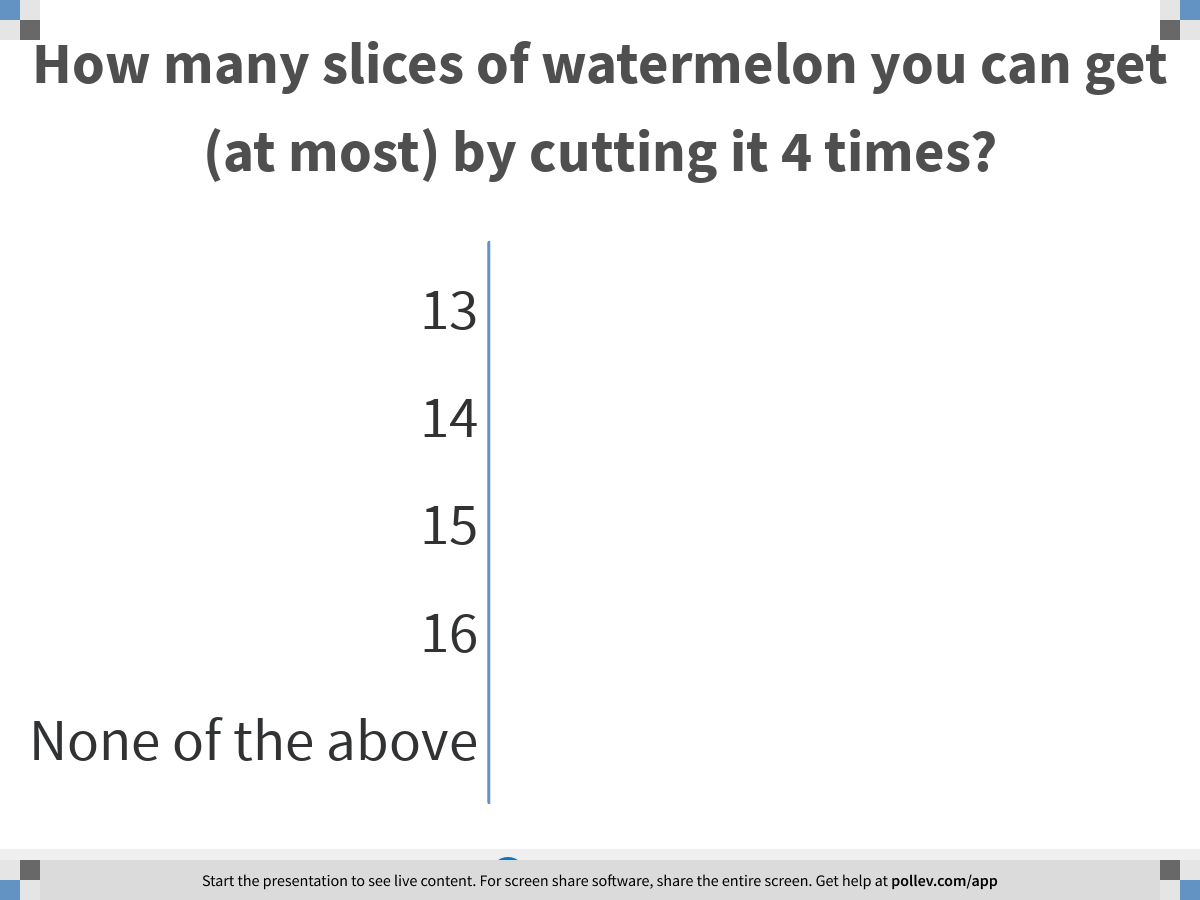 How many slices of watermelon you can get
(at most) by cutting it 4 times?
13
14
15
16
None of the above
Start the presentation to see live content. For screen share software, share the entire screen. Get help at pollev.com/app